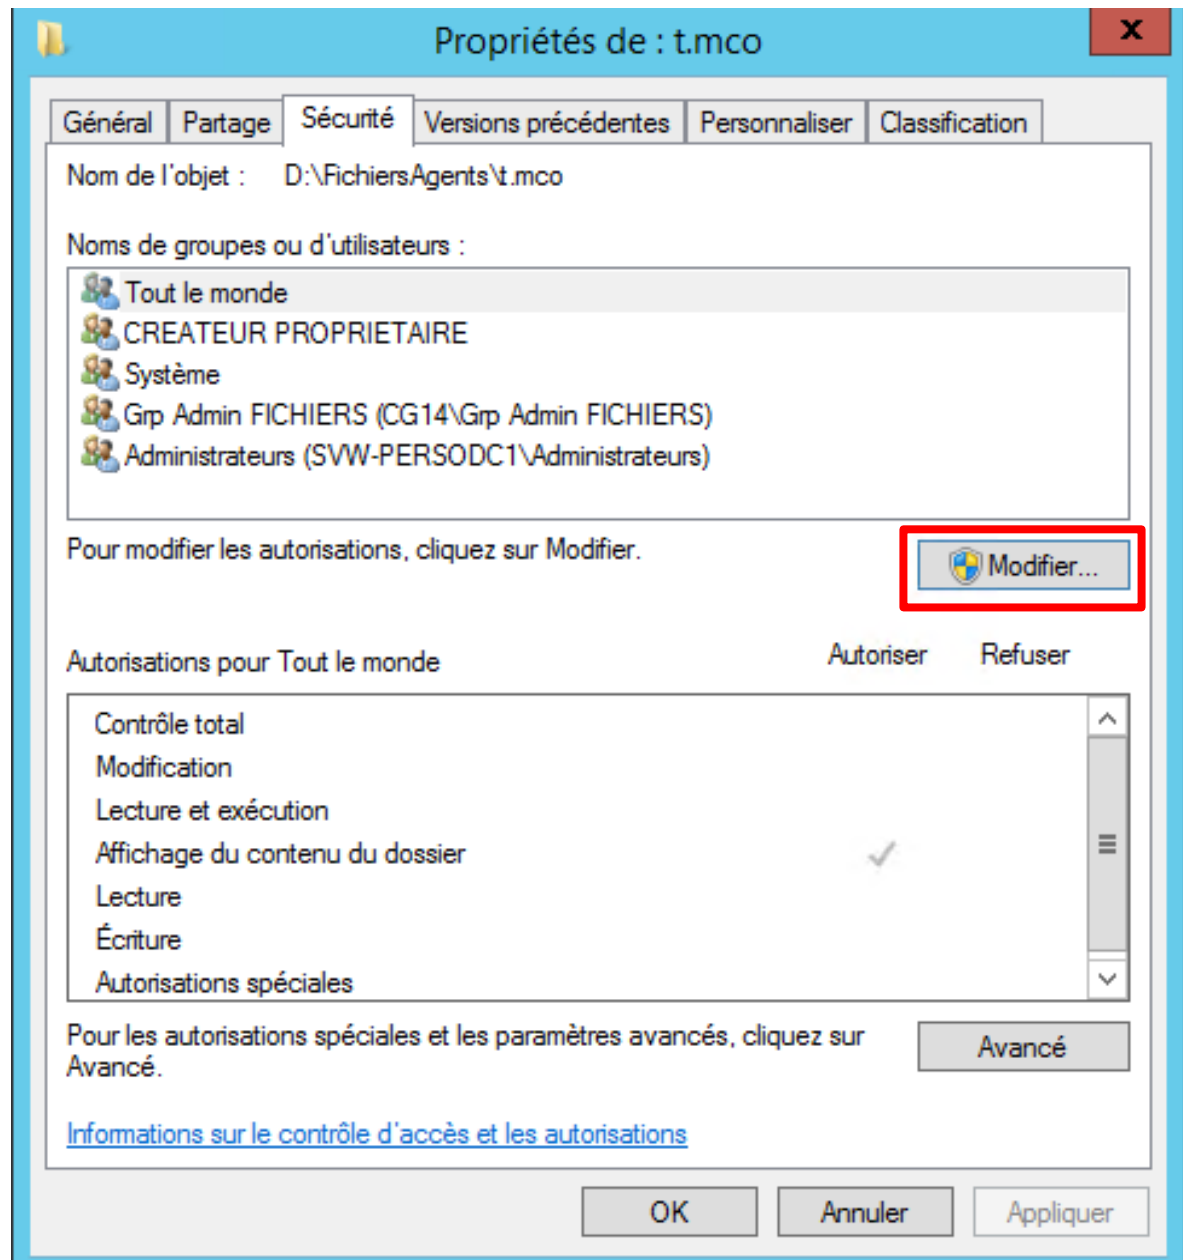 Propriétés de : t.mco
x
Général Partage Sécurité Versions précédentes Personnaliser Classification
Nom de l'objet : D:\FichiersAgents\t.mco
Noms de groupes ou d'utilisateurs :
Tout le monde
CREATEUR PROPRIETAIRE
Système
Grp Admin FICHIERS (CG14\Grp Admin FICHIERS)
Administrateurs (SVW-PERSODC1\Administrateurs)
Pour modifier les autorisations, cliquez sur Modifier.
Modifier...
Autorisations pour Tout le monde Autoriser Refuser
Contrôle total
Modification
Lecture et exécution
Affichage du contenu du dossier
Lecture
Écriture
Autorisations spéciales
Pour les autorisations spéciales et les paramètres avancés, cliquez sur
Avancé.
Avancé
Informations sur le contrôle d'accès et les autorisations
OK Annuler Appliquer